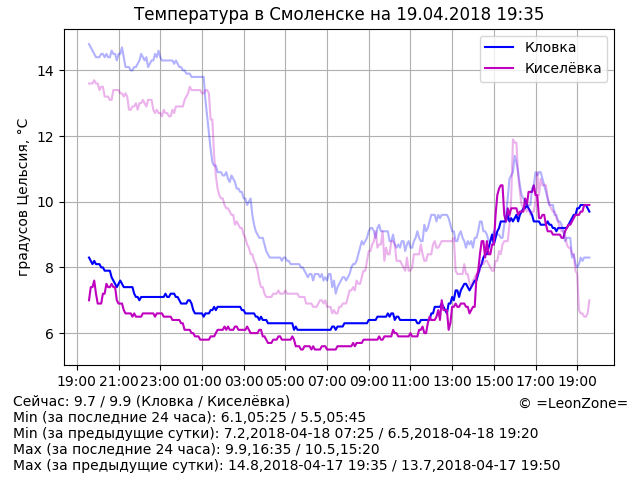 Температура в Смоленске на 19.04.2018 19:35
градусов Цельсия, °C
14
12
10
8
6
Кловка
Киселёвка
19:00 21:00 23:00 01:00 03:00 05:00 07:00 09:00 11:00 13:00 15:00 17:00 19:00
Сейчас: 9.7 / 9.9 (Кловка / Киселёвка)
© =LeonZone=
Min (за последние 24 часа): 6.1,05:25 / 5.5,05:45
Min (за предыдущие сутки): 7.2,2018-04-18 07:25 / 6.5,2018-04-18 19:20
Max (за последние 24 часа): 9.9,16:35 / 10.5,15:20
Max (за предыдущие сутки): 14.8,2018-04-17 19:35 / 13.7,2018-04-17 19:50